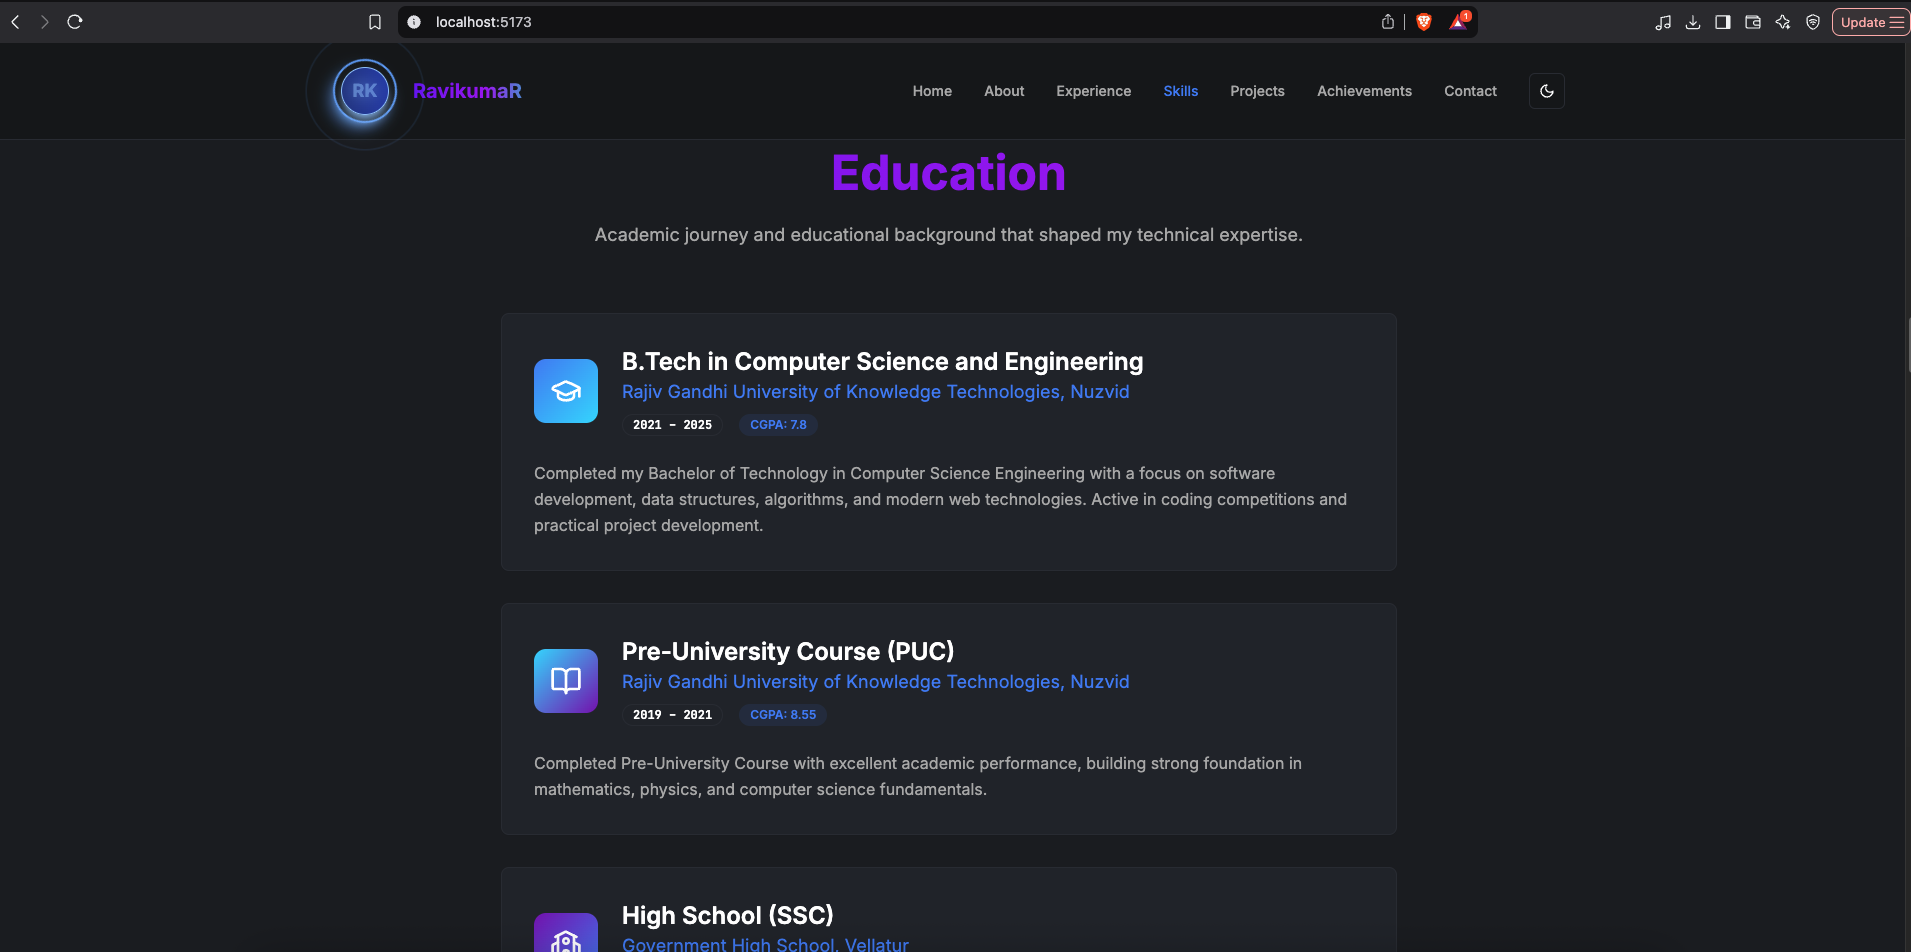 localhost:5173
1
Update
RK
RavikumaR
Home
About
Experience
Skills
Projects
Achievements
Contact
Education
Academic journey and educational background that shaped my technical expertise.
B.Tech in Computer Science and Engineering
Rajiv Gandhi University of Knowledge Technologies, Nuzvid
2021 - 2025
CGPA: 7.8
Completed my Bachelor of Technology in Computer Science Engineering with a focus on software
development, data structures, algorithms, and modern web technologies. Active in coding competitions and
practical project development.
Pre-University Course (PUC)
Rajiv Gandhi University of Knowledge Technologies, Nuzvid
2019 - 2021
CGPA: 8.55
Completed Pre-University Course with excellent academic performance, building strong foundation in
mathematics, physics, and computer science fundamentals.
High School (SSC)
Government High School, Vellatur